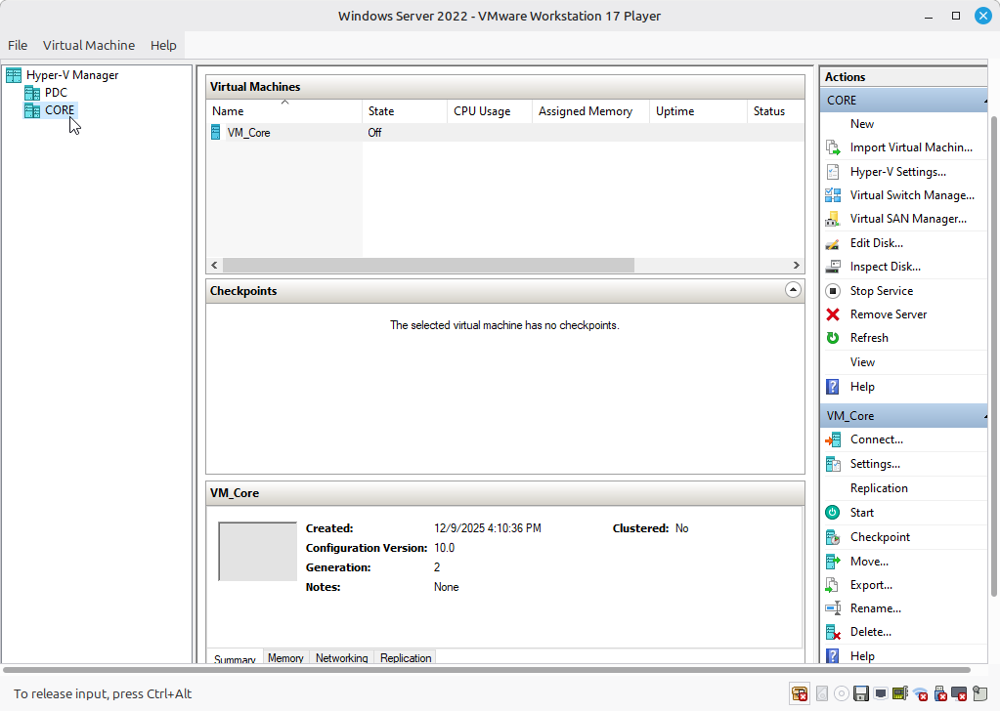 Windows Server 2022 - VMware Workstation 17 Player
File Virtual Machine Help
Hyper-V Manager
PDC
CORE
Virtual Machines
Name State CPU Usage Assigned Memory Uptime Status
VM_Core Off
Checkpoints
The selected virtual machine has no checkpoints.
VM_Core
Created: 12/9/2025 4:10:36 PM Clustered: No
Configuration Version: 10.0
Generation: 2
Notes: None
Summary Memory Networking Replication
Actions
CORE
New
Import Virtual Machin...
Hyper-V Settings...
Virtual Switch Manage...
Virtual SAN Manager...
Edit Disk...
Inspect Disk...
Stop Service
Remove Server
Refresh
View
Help
VM_Core
Connect...
Settings...
Replication
Start
Checkpoint
Move...
Export...
Rename...
Delete...
Help
To release input, press Ctrl+Alt